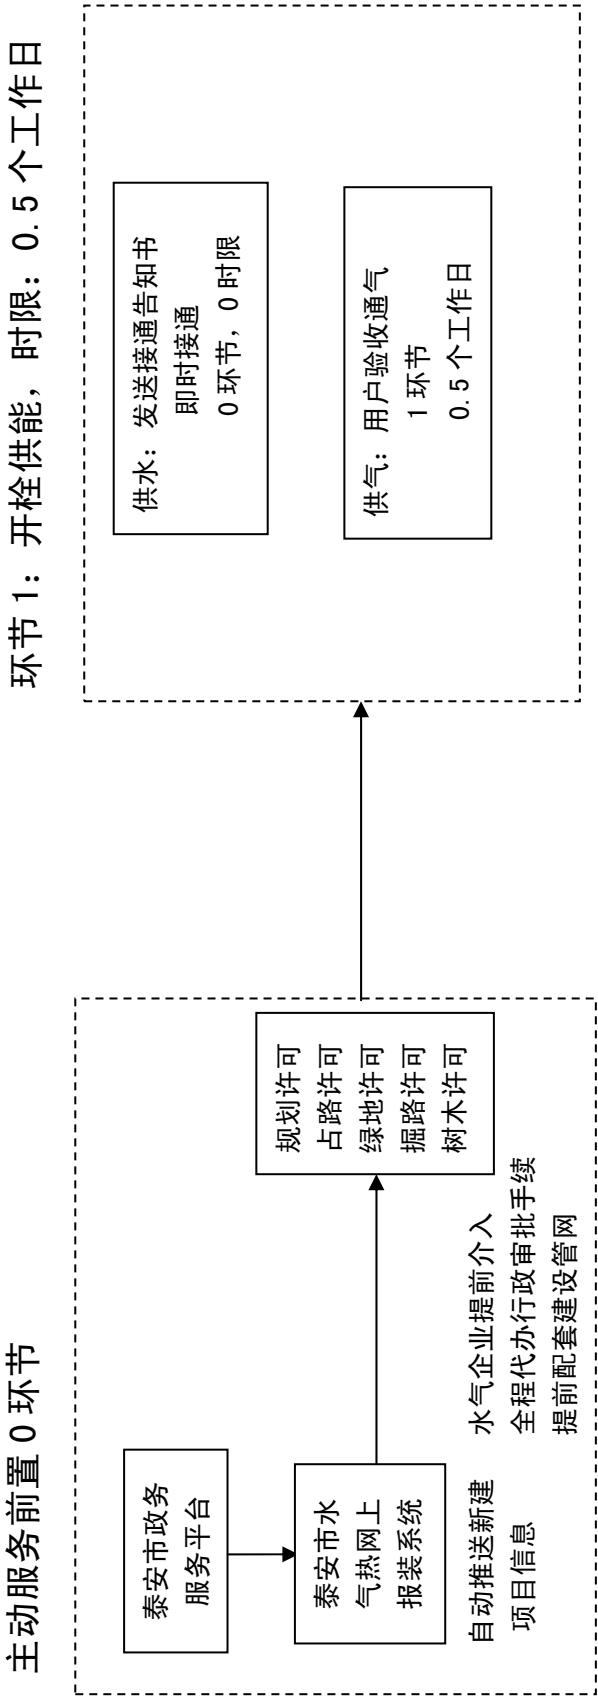 主动服务前置 0 环节
泰安市政务
服务平台
泰安市水
气热网上
报装系统
自动推送新建
项目信息
规划许可
占路许可
绿地许可
掘路许可
树木许可
水气企业提前介入
全程代办行政审批手续
提前配套建设管网
环节 1：开栓供能，时限：0.5 个工作日
供水：发送接通告知书
即时接通
0 环节，0 时限
供气：用户验收通气
1 环节
0.5 个工作日